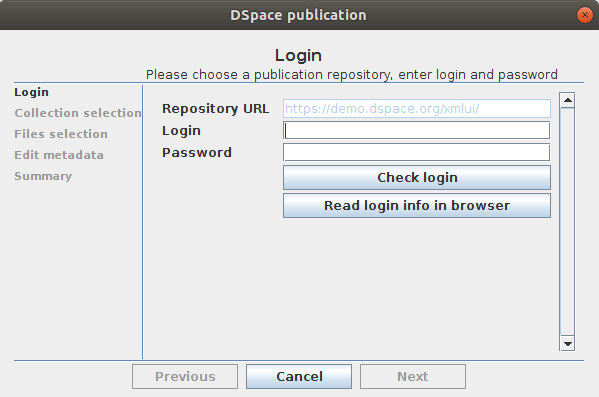 DSpace publication
Login
Please choose a publication repository, enter login and password
Login
Collection selection
Files selection
Edit metadata
Summary
Repository URL https://demo.dspace.org/xmlui/
Login
Password
Check login
Read login info in browser
Previous Cancel Next